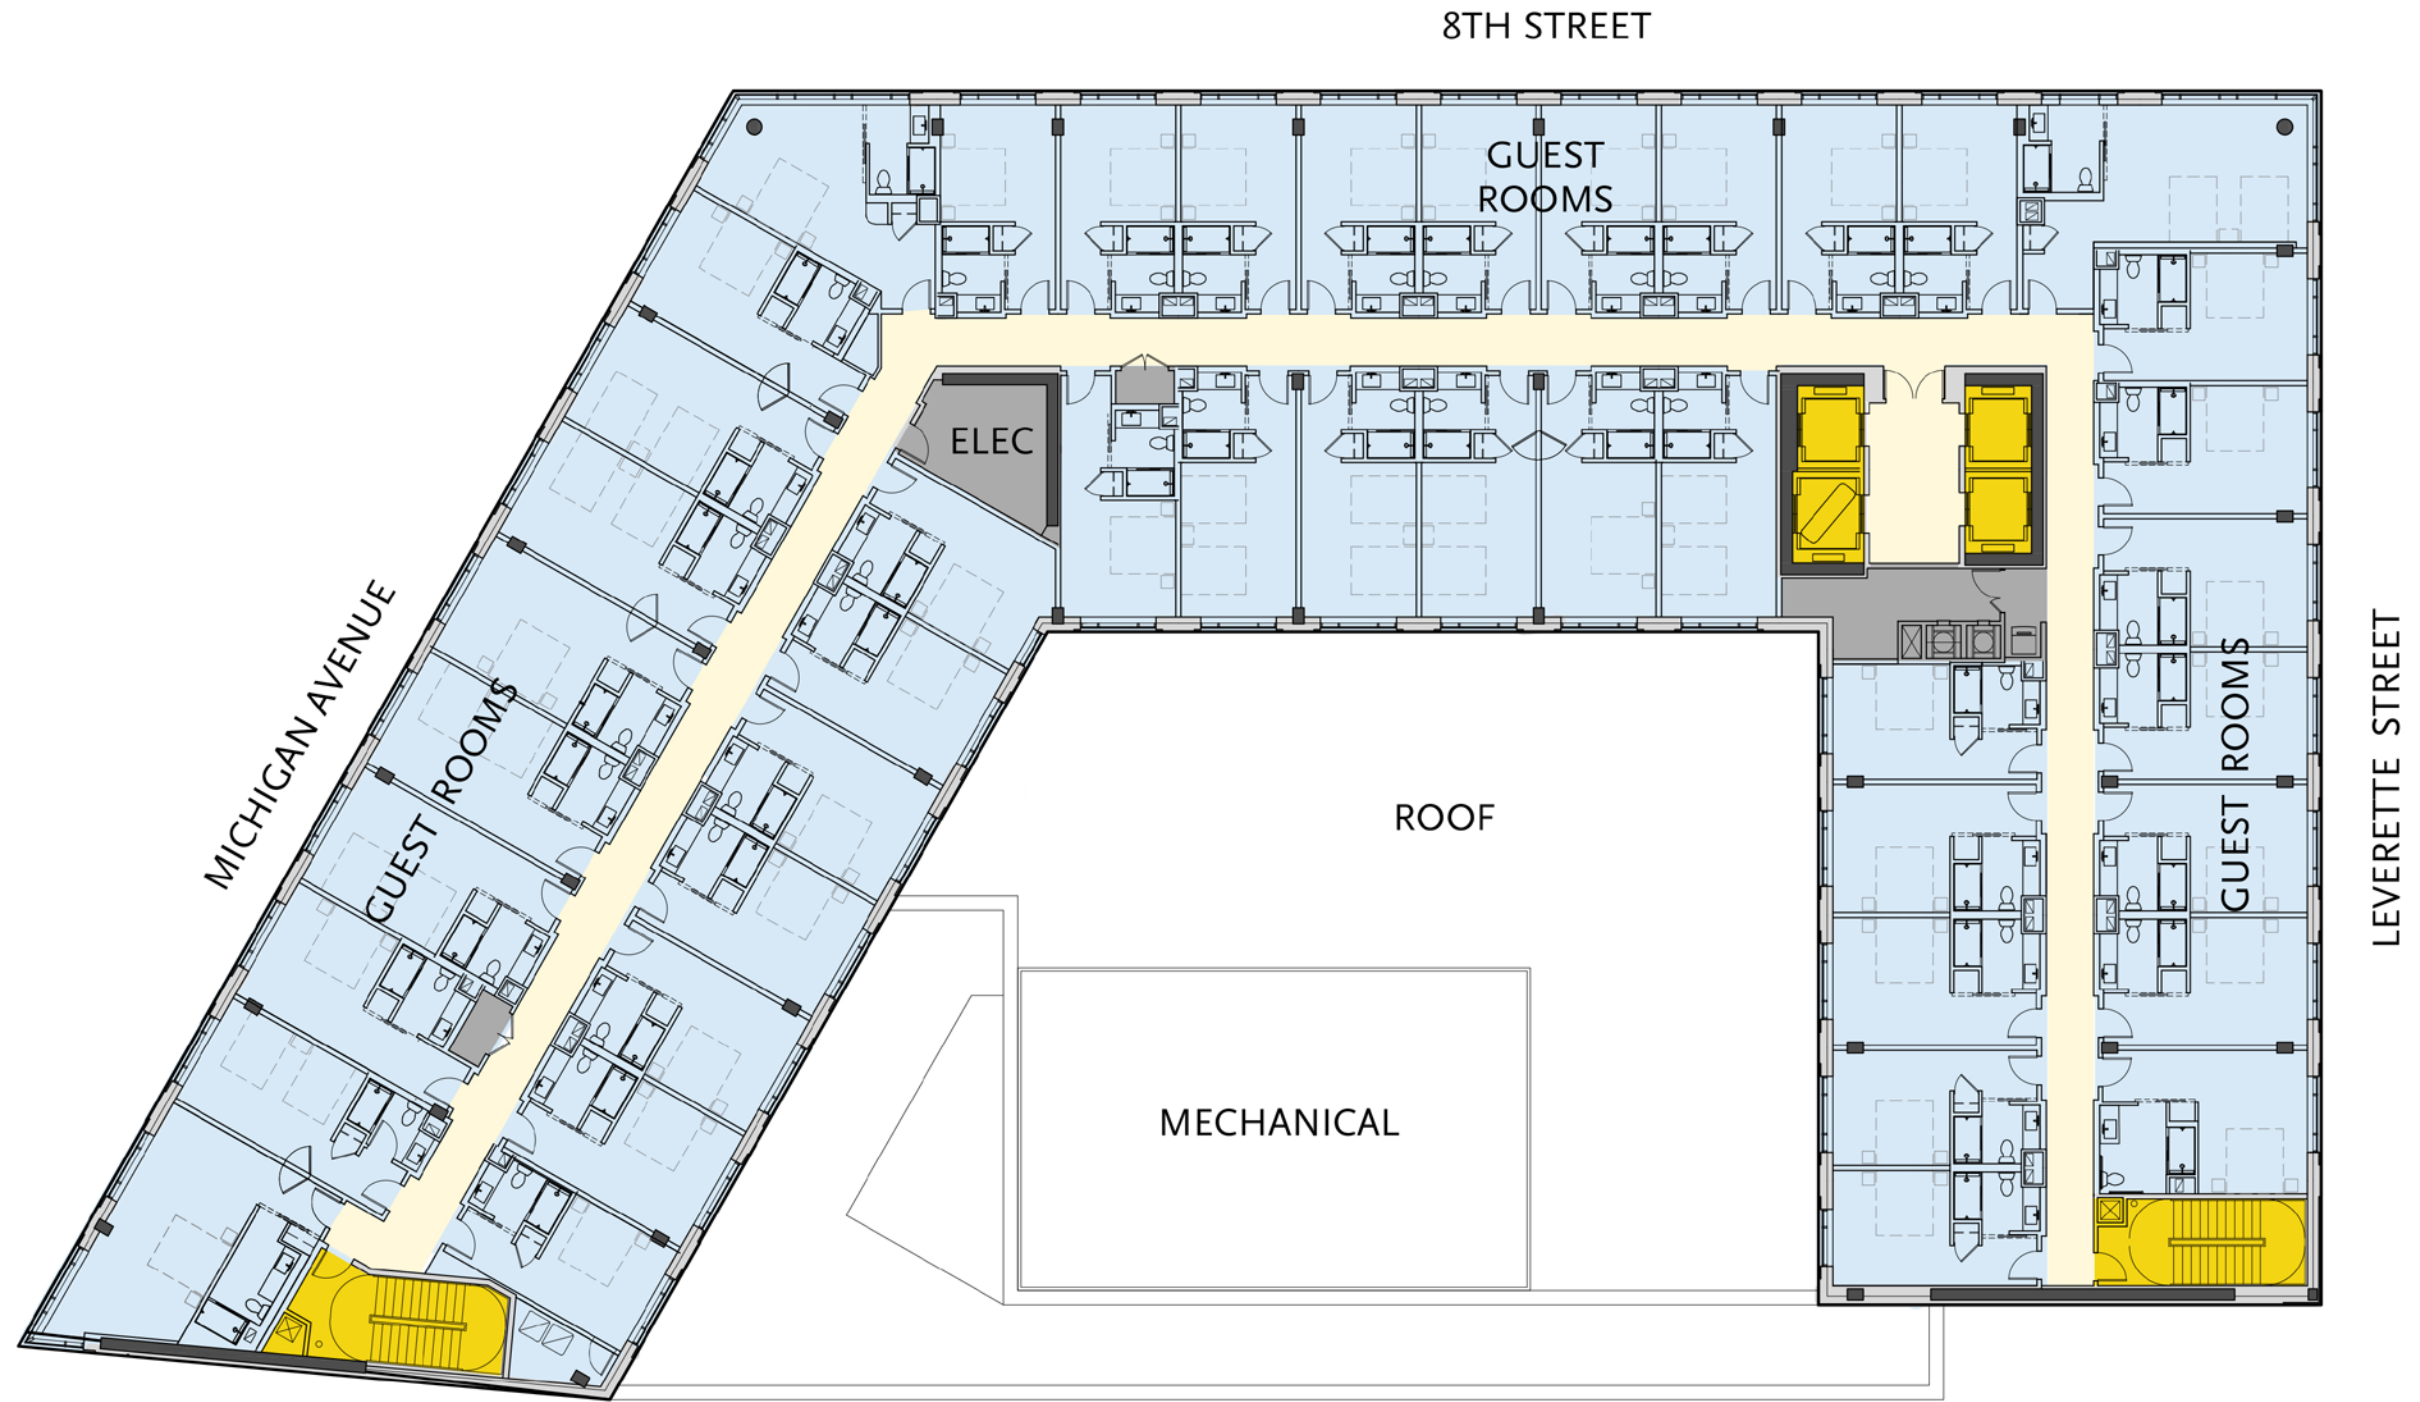 8TH STREET
GUEST
ROOMS
ELEC
MICHIGAN AVENUE
GUEST ROOMS
ROOF
MECHANICAL
GUEST ROOMS
LEVERETTE STREET